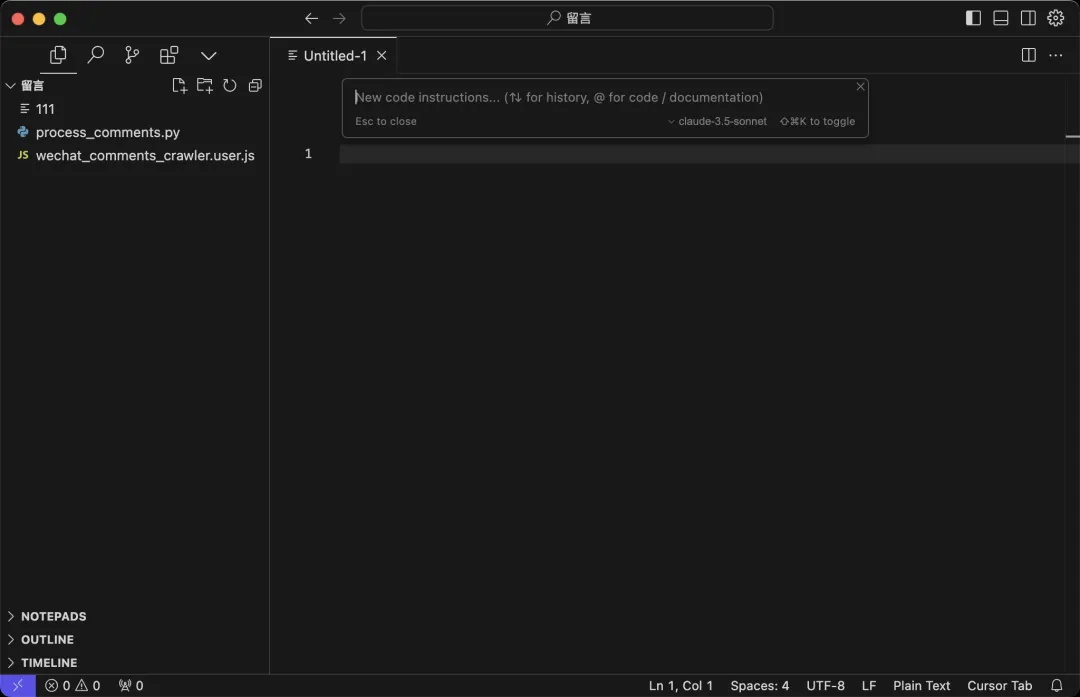 留言
Untitled-1
留言
111
process_comments.py
JS wechat_comments_crawler.user.js
New code instructions... (↑↓ for history, @ for code / documentation)
Esc to close
claude-3.5-sonnet
⇧⌘K to toggle
1
NOTEPADS
OUTLINE
TIMELINE
0 0 0
Ln 1, Col 1 Spaces: 4 UTF-8 LF Plain Text Cursor Tab